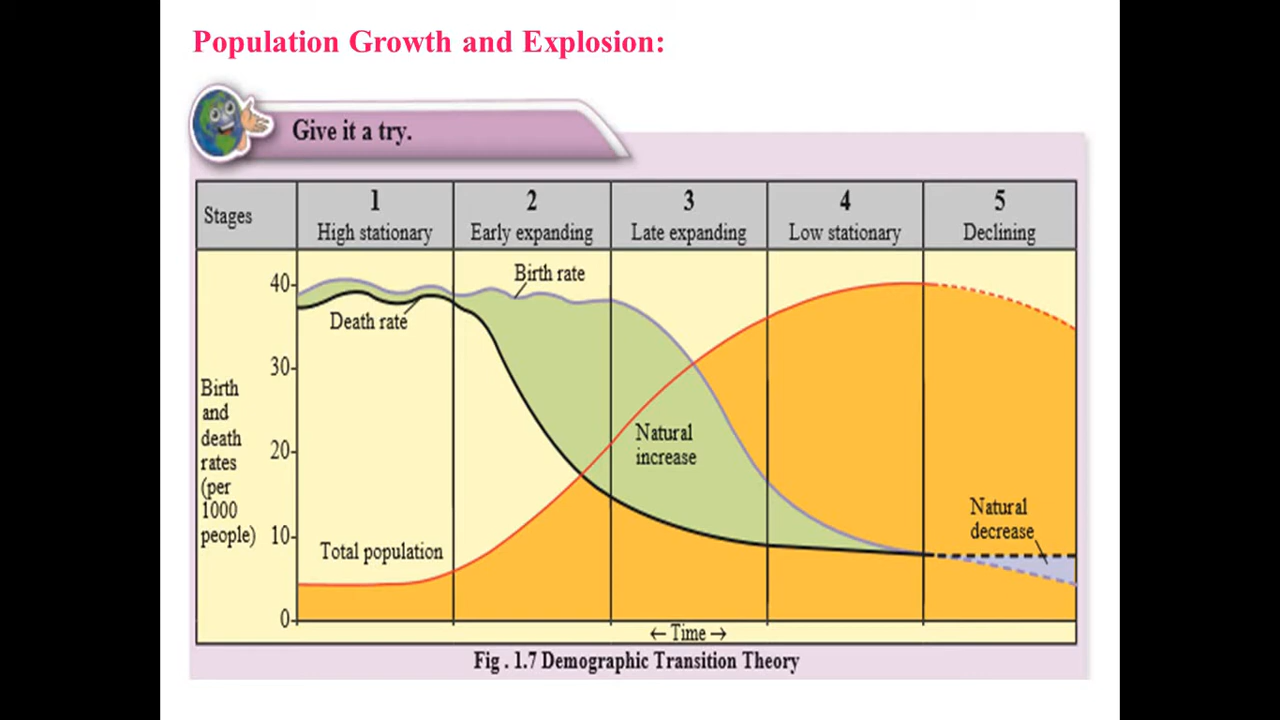 Population Growth and Explosion:
Give it a try.
Stages
1
High stationary
2
Early expanding
3
Late expanding
4
Low stationary
5
Declining
Birth
and
death
rates
(per
1000
people)
40
30
20
10
0
Birth rate
Death rate
Natural
increase
Natural
decrease
Total population
← Time →
Fig . 1.7 Demographic Transition Theory